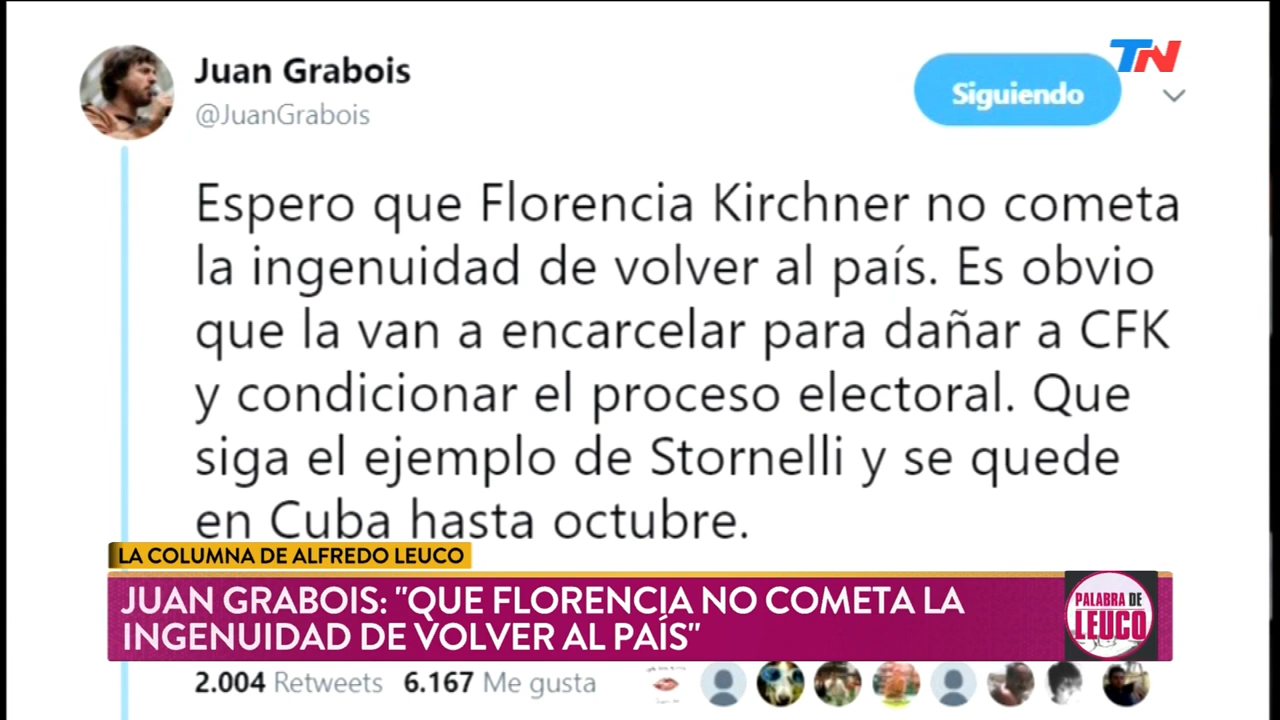 TN
Juan Grabois
@JuanGrabois
Siguiendo
Espero que Florencia Kirchner no cometa
la ingenuidad de volver al país. Es obvio
que la van a encarcelar para dañar a CFK
y condicionar el proceso electoral. Que
siga el ejemplo de Stornelli y se quede
en Cuba hasta octubre.
LA COLUMNA DE ALFREDO LEUCO
JUAN GRABOIS: "QUE FLORENCIA NO COMETA LA
INGENUIDAD DE VOLVER AL PAÍS"
PALABRA DE
LEUCO
2.004 Retweets 6.167 Me gusta